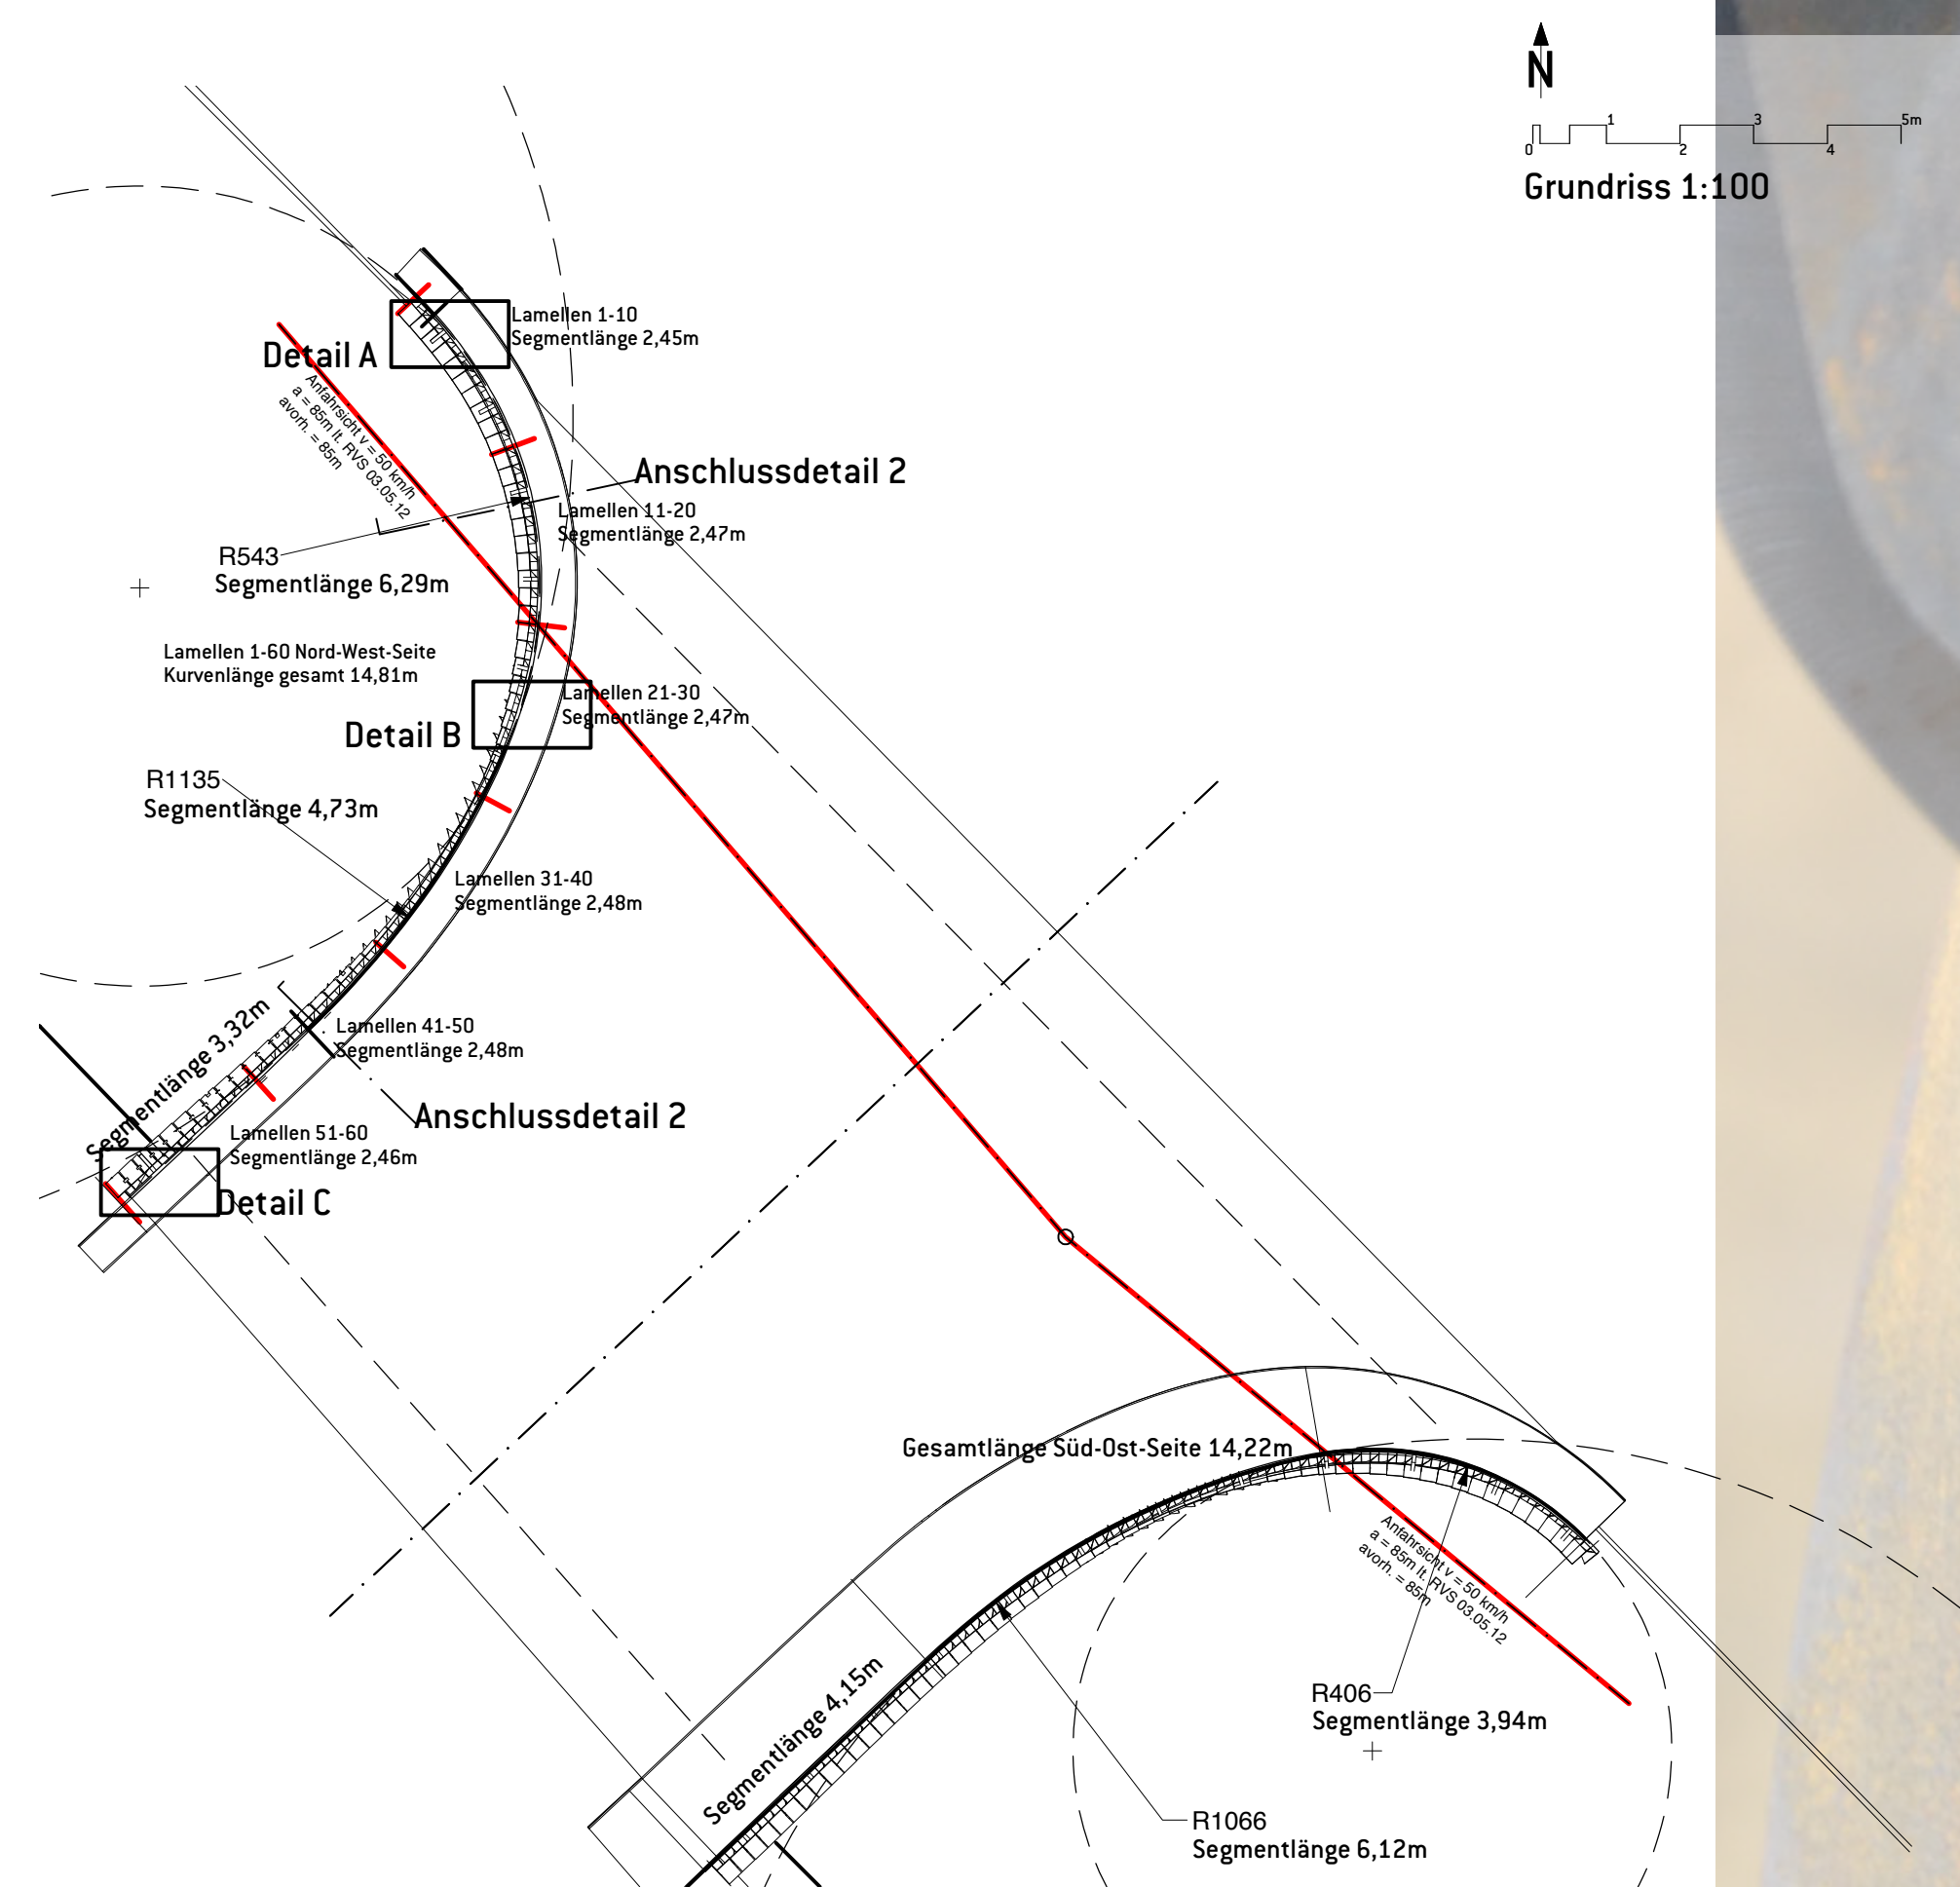 N
0 1 2 3 4 5m
Grundriss 1:100
Lamellen 1-10
Segmentlänge 2,45m
Detail A
Anfahrsicht v = 50 km/h
a = 85m lt. RVS 03.05.12
avorh. = 85m
Anschlussdetail 2
Lamellen 11-20
Segmentlänge 2,47m
R543
Segmentlänge 6,29m
Lamellen 1-60 Nord-West-Seite
Kurvenlänge gesamt 14,81m
Lamellen 21-30
Segmentlänge 2,47m
Detail B
R1135
Segmentlänge 4,73m
Lamellen 31-40
Segmentlänge 2,48m
Segmentlänge 3,32m
Lamellen 41-50
Segmentlänge 2,48m
Anschlussdetail 2
Lamellen 51-60
Segmentlänge 2,46m
Detail C
Gesamtlänge Süd-Ost-Seite 14,22m
Anfahrsicht v = 50 km/h
a = 85m lt. RVS 03.05.12
avorh. = 85m
Segmentlänge 4,15m
R406
Segmentlänge 3,94m
R1066
Segmentlänge 6,12m